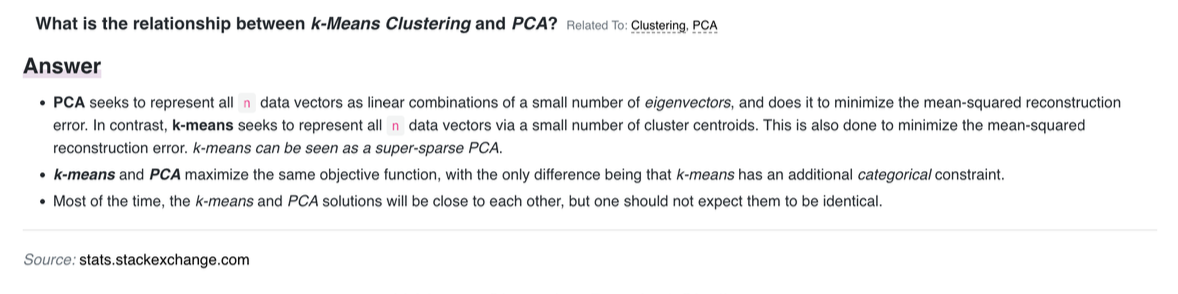 What is the relationship between k-Means Clustering and PCA? Related To: Clustering, PCA
Answer
• PCA seeks to represent all n data vectors as linear combinations of a small number of eigenvectors, and does it to minimize the mean-squared reconstruction
error. In contrast, k-means seeks to represent all n data vectors via a small number of cluster centroids. This is also done to minimize the mean-squared
reconstruction error. k-means can be seen as a super-sparse PCA.
• k-means and PCA maximize the same objective function, with the only difference being that k-means has an additional categorical constraint.
• Most of the time, the k-means and PCA solutions will be close to each other, but one should not expect them to be identical.
Source: stats.stackexchange.com